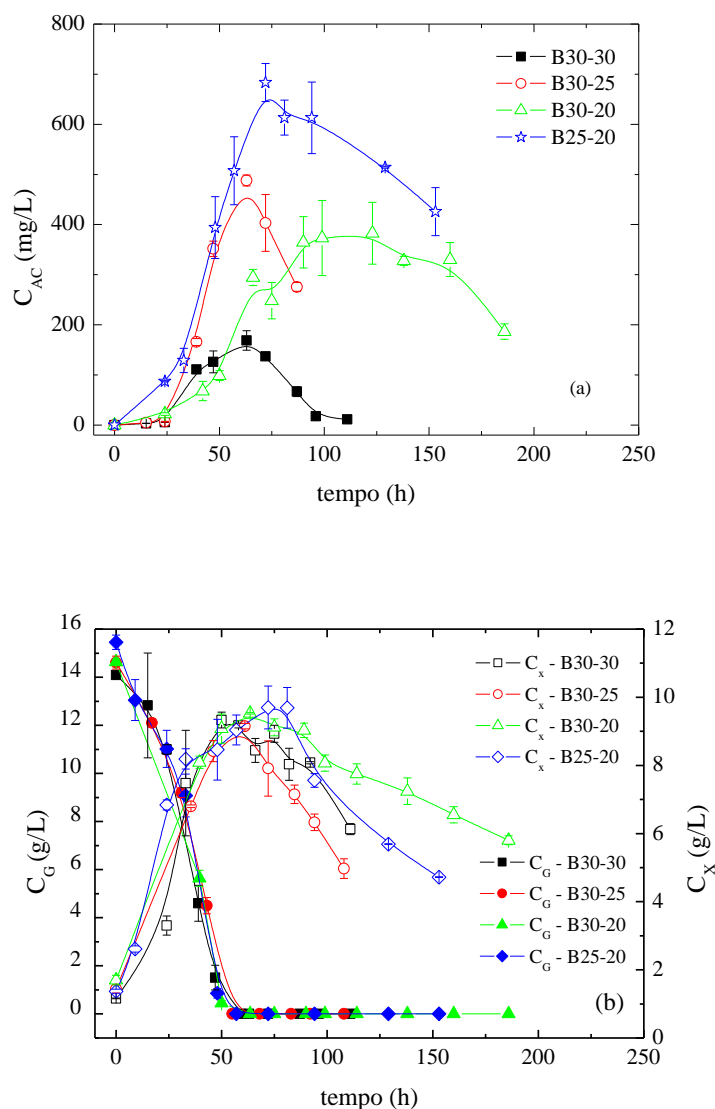 800
600
400
200
0
C_AC (mg/L)
B30-30
B30-25
B30-20
B25-20
(a)
0 50 100 150 200 250
tempo (h)
16
14
12
10
8
6
4
2
0
C_G (g/L)
C_x - B30-30
C_x - B30-25
C_x - B30-20
C_x - B25-20
C_G - B30-30
C_G - B30-25
C_G - B30-20
C_G - B25-20
(b)
12
10
8
6
4
2
0
C_X (g/L)
0 50 100 150 200 250
tempo (h)